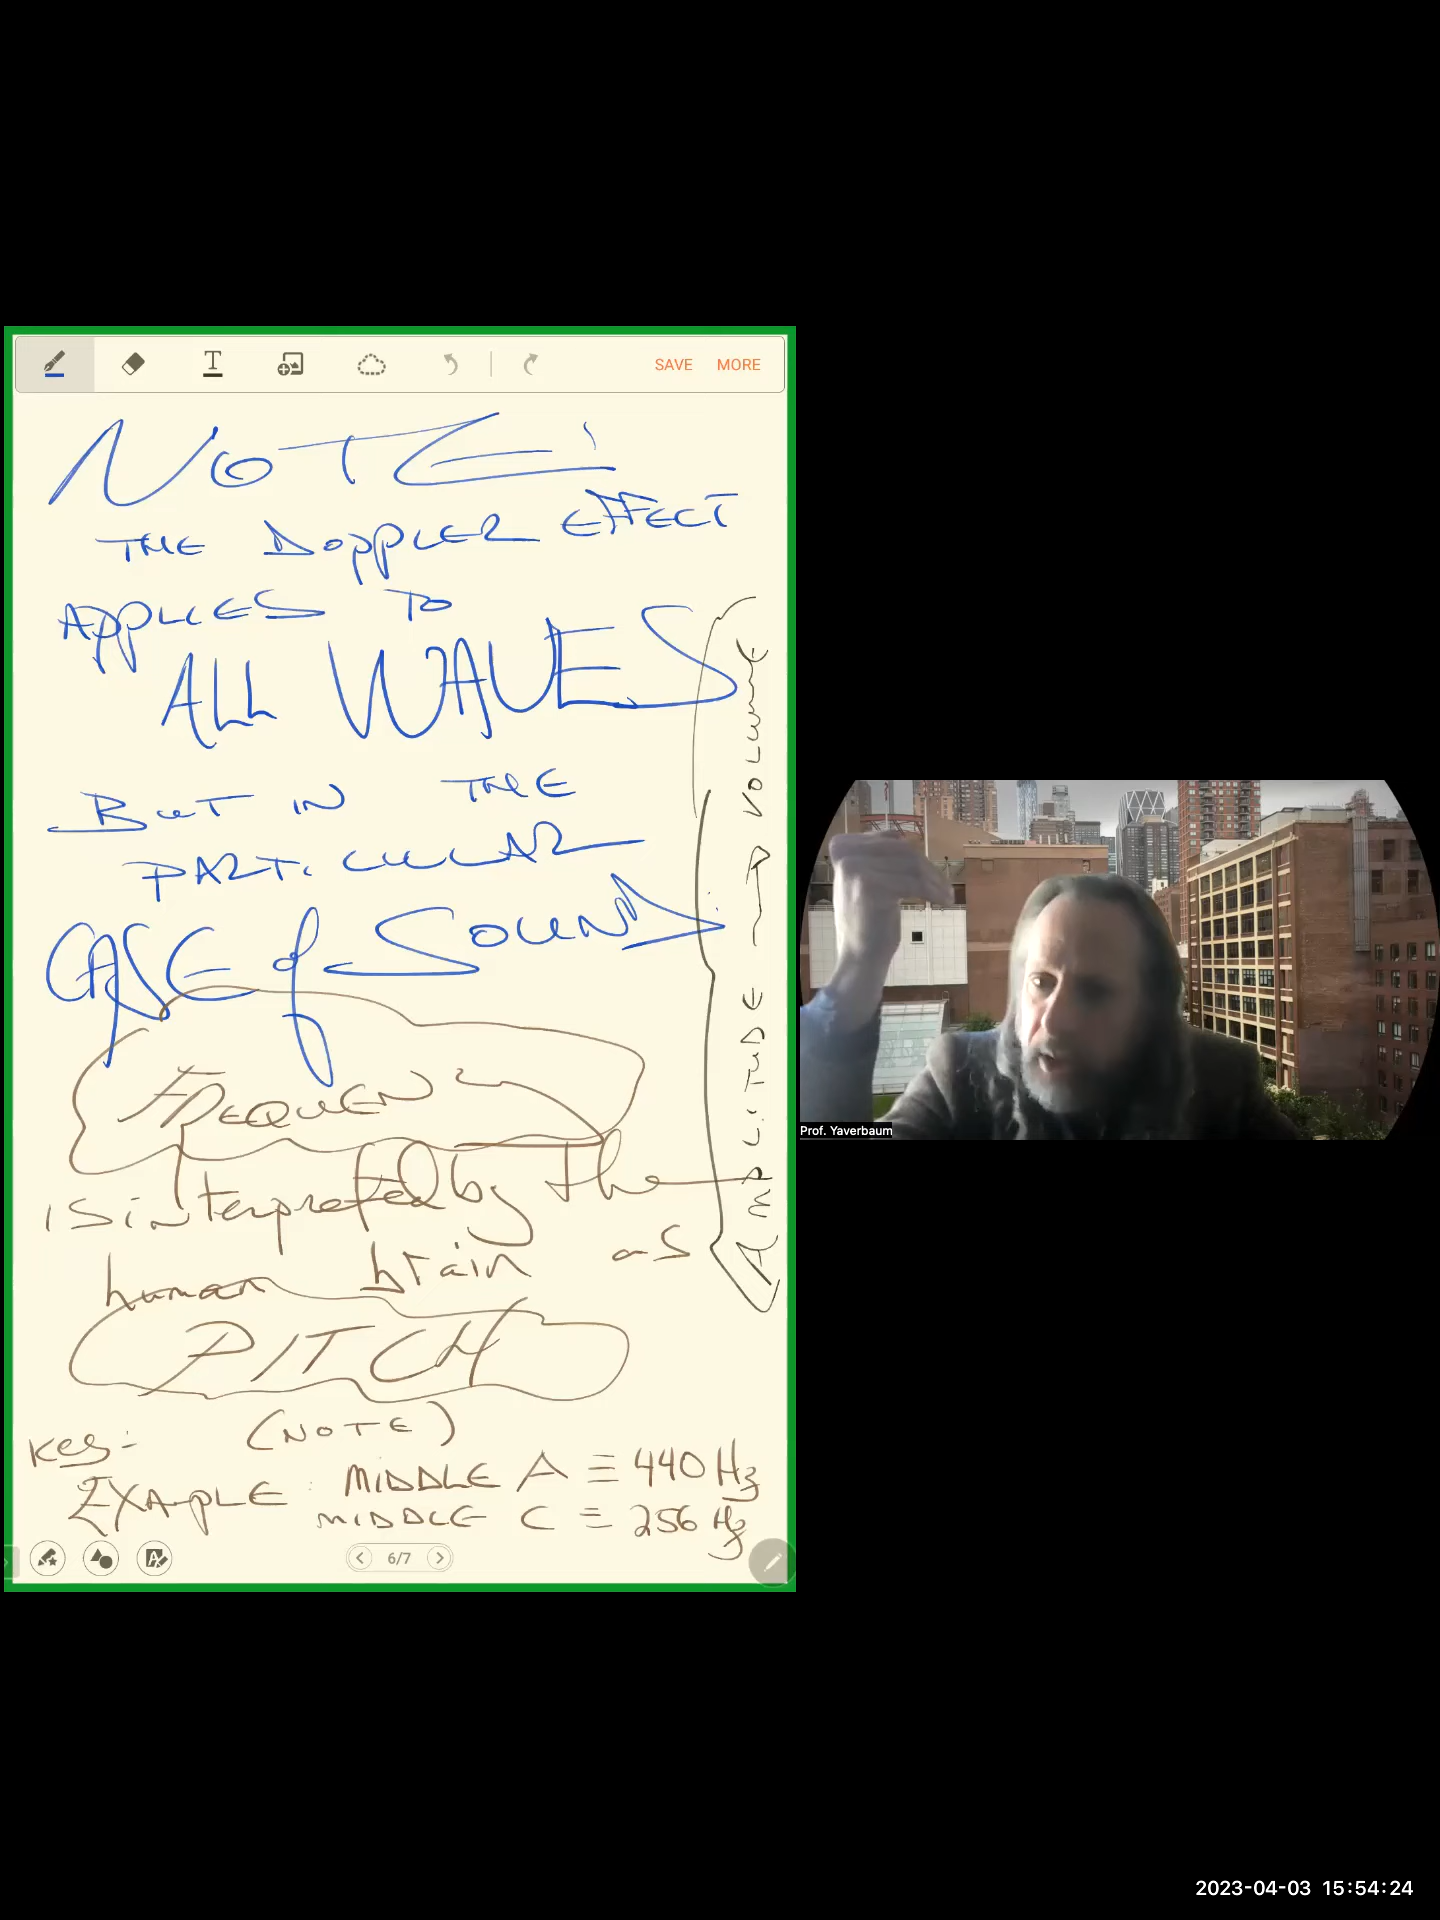 SAVE MORE
NOTE:
THE DOPPLER EFFECT
APPLIES TO
ALL WAVES
BUT IN THE
PARTICULAR
CASE of SOUND
FREQUENCY
is interpreted by the
human brain as
PITCH
(NOTE)
Key:
EXAMPLE: MIDDLE A ≡ 440 Hz
MIDDLE C ≡ 256 Hz
6/7
AMPLITUDE → VOLUME
Prof. Yaverbaum
2023-04-03 15:54:24